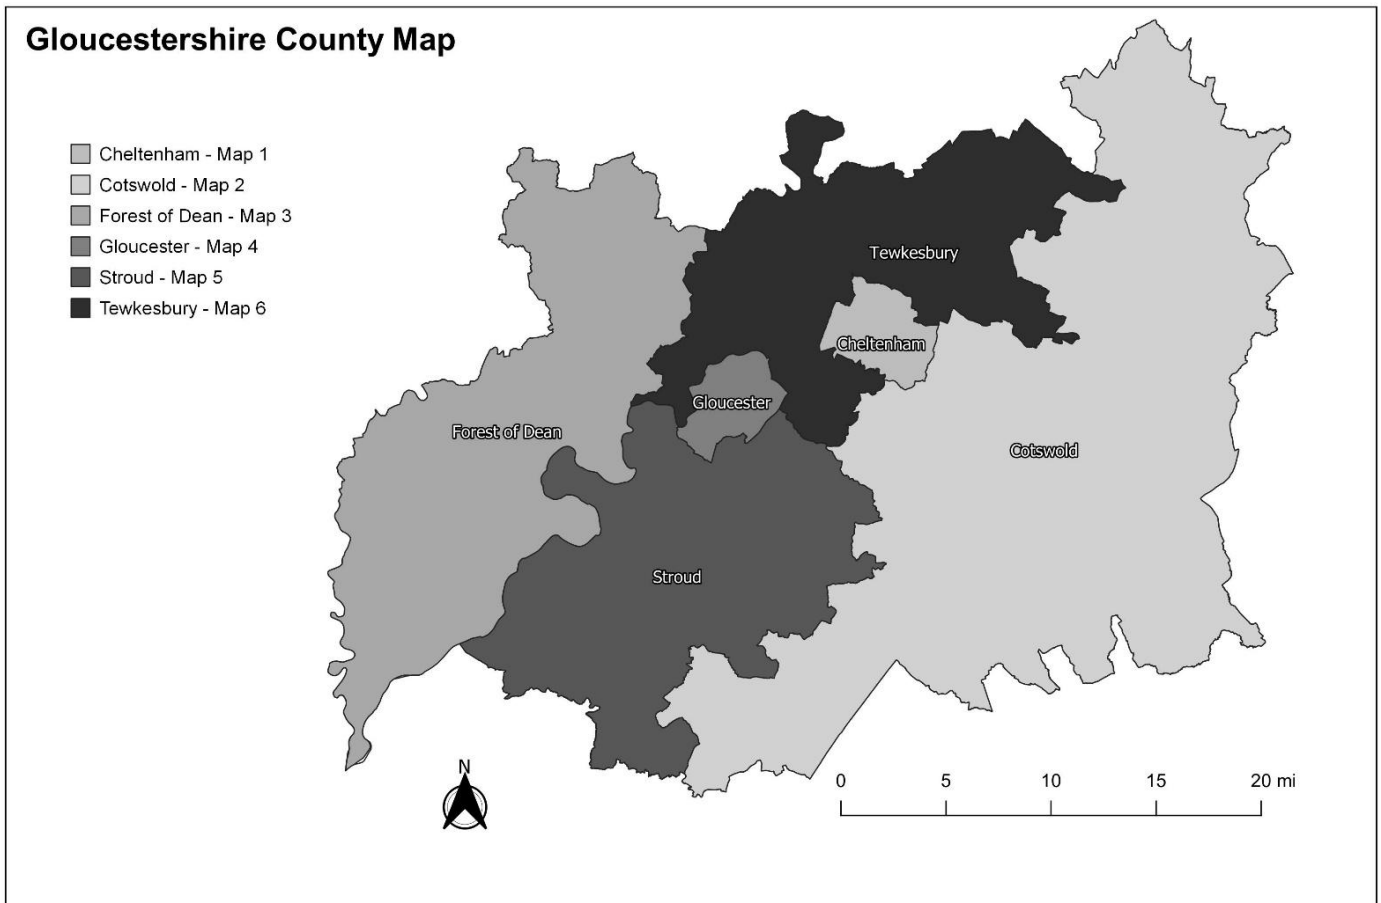 Gloucestershire County Map
Cheltenham - Map 1
Cotswold - Map 2
Forest of Dean - Map 3
Gloucester - Map 4
Stroud - Map 5
Tewkesbury - Map 6
Tewkesbury
Cheltenham
Gloucester
Forest of Dean
Cotswold
Stroud
N
0 5 10 15 20 mi